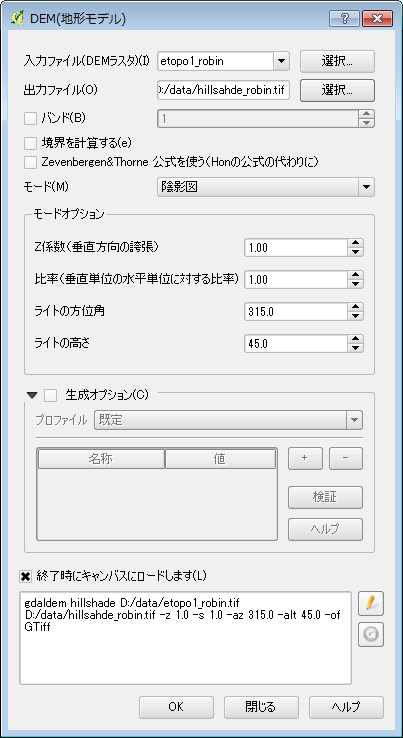 DEM(地形モデル)
入力ファイル(DEMラスタ)(I) etopo1_robin 選択...
出力ファイル(O) D:/data/hillsahde_robin.tif 選択...
バンド(B) 1
境界を計算する(e)
Zevenbergen&Thorne 公式を使う(Honの公式の代わりに)
モード(M) 陰影図
モードオプション
Z係数(垂直方向の誇張) 1.00
比率(垂直単位の水平単位に対する比率) 1.00
ライトの方位角 315.0
ライトの高さ 45.0
生成オプション(C)
プロファイル 既定
名称 値 + -
検証
ヘルプ
終了時にキャンバスにロードします(L)
gdaldem hillshade D:/data/etopo1_robin.tif
D:/data/hillsahde_robin.tif -z 1.0 -s 1.0 -az 315.0 -alt 45.0 -of
GTiff
OK 閉じる ヘルプ